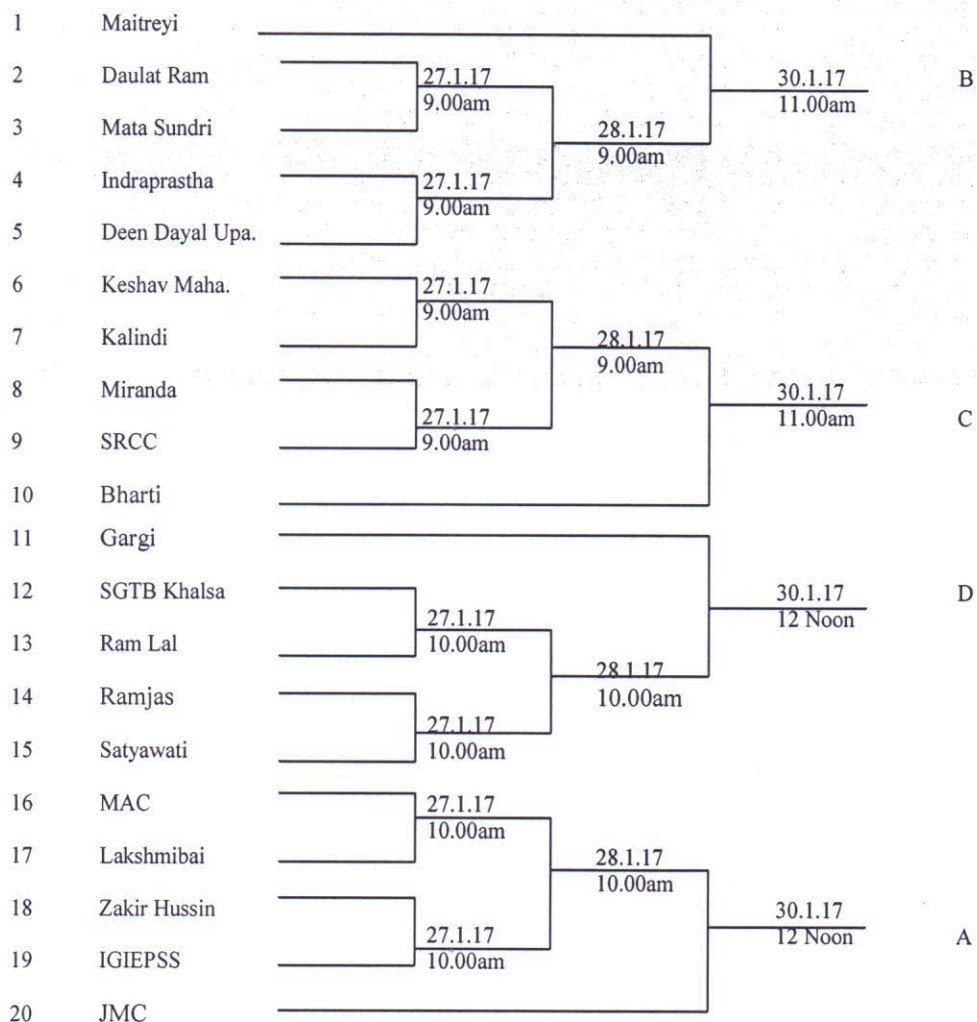 1 Maitreyi
2 Daulat Ram 27.1.17 30.1.17 B
9.00am 11.00am
3 Mata Sundri 28.1.17
9.00am
4 Indraprastha 27.1.17
9.00am
5 Deen Dayal Upa.
6 Keshav Maha. 27.1.17
9.00am
7 Kalindi 28.1.17
9.00am
8 Miranda 30.1.17
27.1.17 11.00am C
9 SRCC 9.00am
10 Bharti
11 Gargi
12 SGTB Khalsa 30.1.17 D
27.1.17 12 Noon
13 Ram Lal 10.00am
28.1.17
14 Ramjas 10.00am
27.1.17
15 Satyawati 10.00am
16 MAC 27.1.17
10.00am
17 Lakshmibai 28.1.17
10.00am
18 Zakir Hussin 30.1.17
27.1.17 12 Noon A
19 IGIEPSS 10.00am
20 JMC